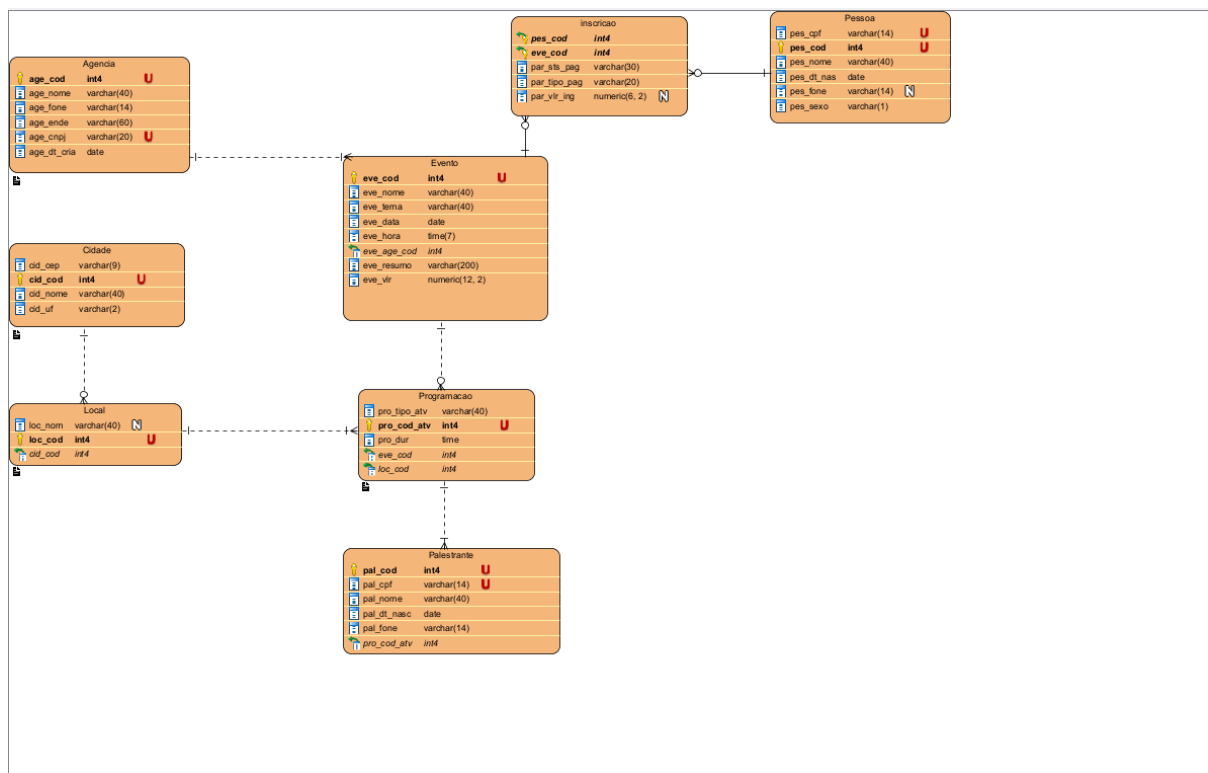 inscricao
pes_cod int4
eve_cod int4
par_sts_pag varchar(30)
par_tipo_pag varchar(20)
par_vlr_ing numeric(6, 2) N
Pessoa
pes_cpf varchar(14) U
pes_cod int4 U
pes_nome varchar(40)
pes_dt_nas date
pes_fone varchar(14) N
pes_sexo varchar(1)
Agencia
age_cod int4 U
age_nome varchar(40)
age_fone varchar(14)
age_ende varchar(60)
age_cnpj varchar(20) U
age_dt_cria date
Evento
eve_cod int4 U
eve_nome varchar(40)
eve_tema varchar(40)
eve_data date
eve_hora time(7)
eve_age_cod int4
eve_resumo varchar(200)
eve_vlr numeric(12, 2)
Cidade
cid_cep varchar(9)
cid_cod int4 U
cid_nome varchar(40)
cid_uf varchar(2)
Local
loc_nom varchar(40) N
loc_cod int4 U
cid_cod int4
Programacao
pro_tipo_atv varchar(40)
pro_cod_atv int4 U
pro_dur time
eve_cod int4
loc_cod int4
Palestrante
pal_cod int4 U
pal_cpf varchar(14) U
pal_nome varchar(40)
pal_dt_nasc date
pal_fone varchar(14)
pro_cod_atv int4